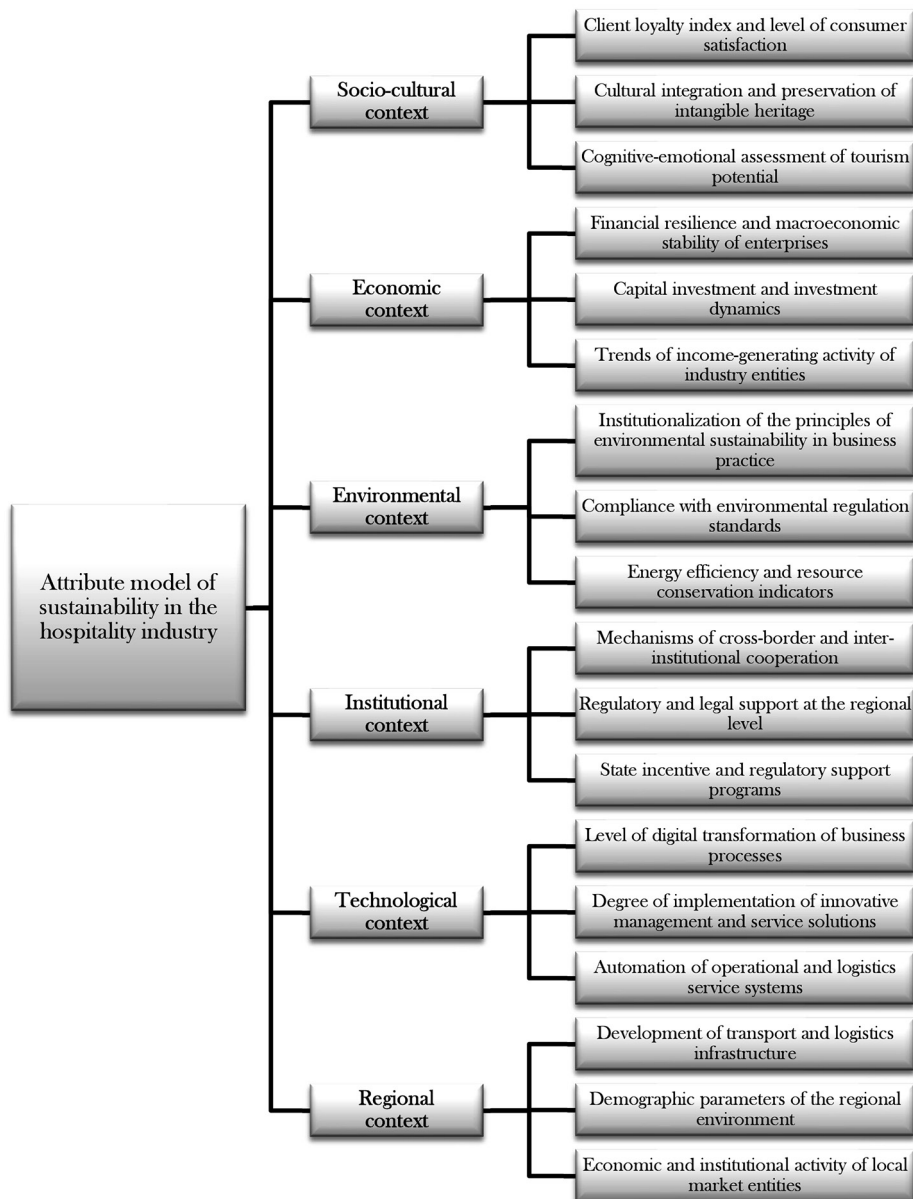 Attribute model of
sustainability in the
hospitality industry
Socio-cultural
context
Client loyalty index and level of consumer
satisfaction
Cultural integration and preservation of
intangible heritage
Cognitive-emotional assessment of tourism
potential
Economic
context
Financial resilience and macroeconomic
stability of enterprises
Capital investment and investment
dynamics
Trends of income-generating activity of
industry entities
Environmental
context
Institutionalization of the principles of
environmental sustainability in business
practice
Compliance with environmental regulation
standards
Energy efficiency and resource
conservation indicators
Institutional
context
Mechanisms of cross-border and inter-
institutional cooperation
Regulatory and legal support at the regional
level
State incentive and regulatory support
programs
Technological
context
Level of digital transformation of business
processes
Degree of implementation of innovative
management and service solutions
Automation of operational and logistics
service systems
Regional
context
Development of transport and logistics
infrastructure
Demographic parameters of the regional
environment
Economic and institutional activity of local
market entities